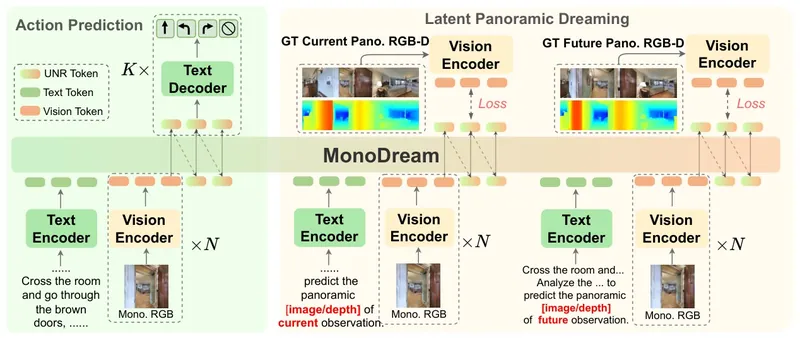 Action Prediction
UNR Token
Text Token
Vision Token
K ×
Text
Decoder
Text
Encoder
Vision
Encoder
×N
......
Cross the room
and go through
the brown
doors, ......
Mono. RGB
MonoDream
Latent Panoramic Dreaming
GT Current Pano. RGB-D
Vision
Encoder
Loss
Text
Encoder
Vision
Encoder
×N
......
predict the
panoramic
[image/depth] of
current observation.
Mono. RGB
GT Future Pano. RGB-D
Vision
Encoder
Loss
Text
Encoder
Vision
Encoder
×N
Cross the room and...
Analyze the ... to
predict the panoramic
[image/depth]
of future observation.
Mono. RGB